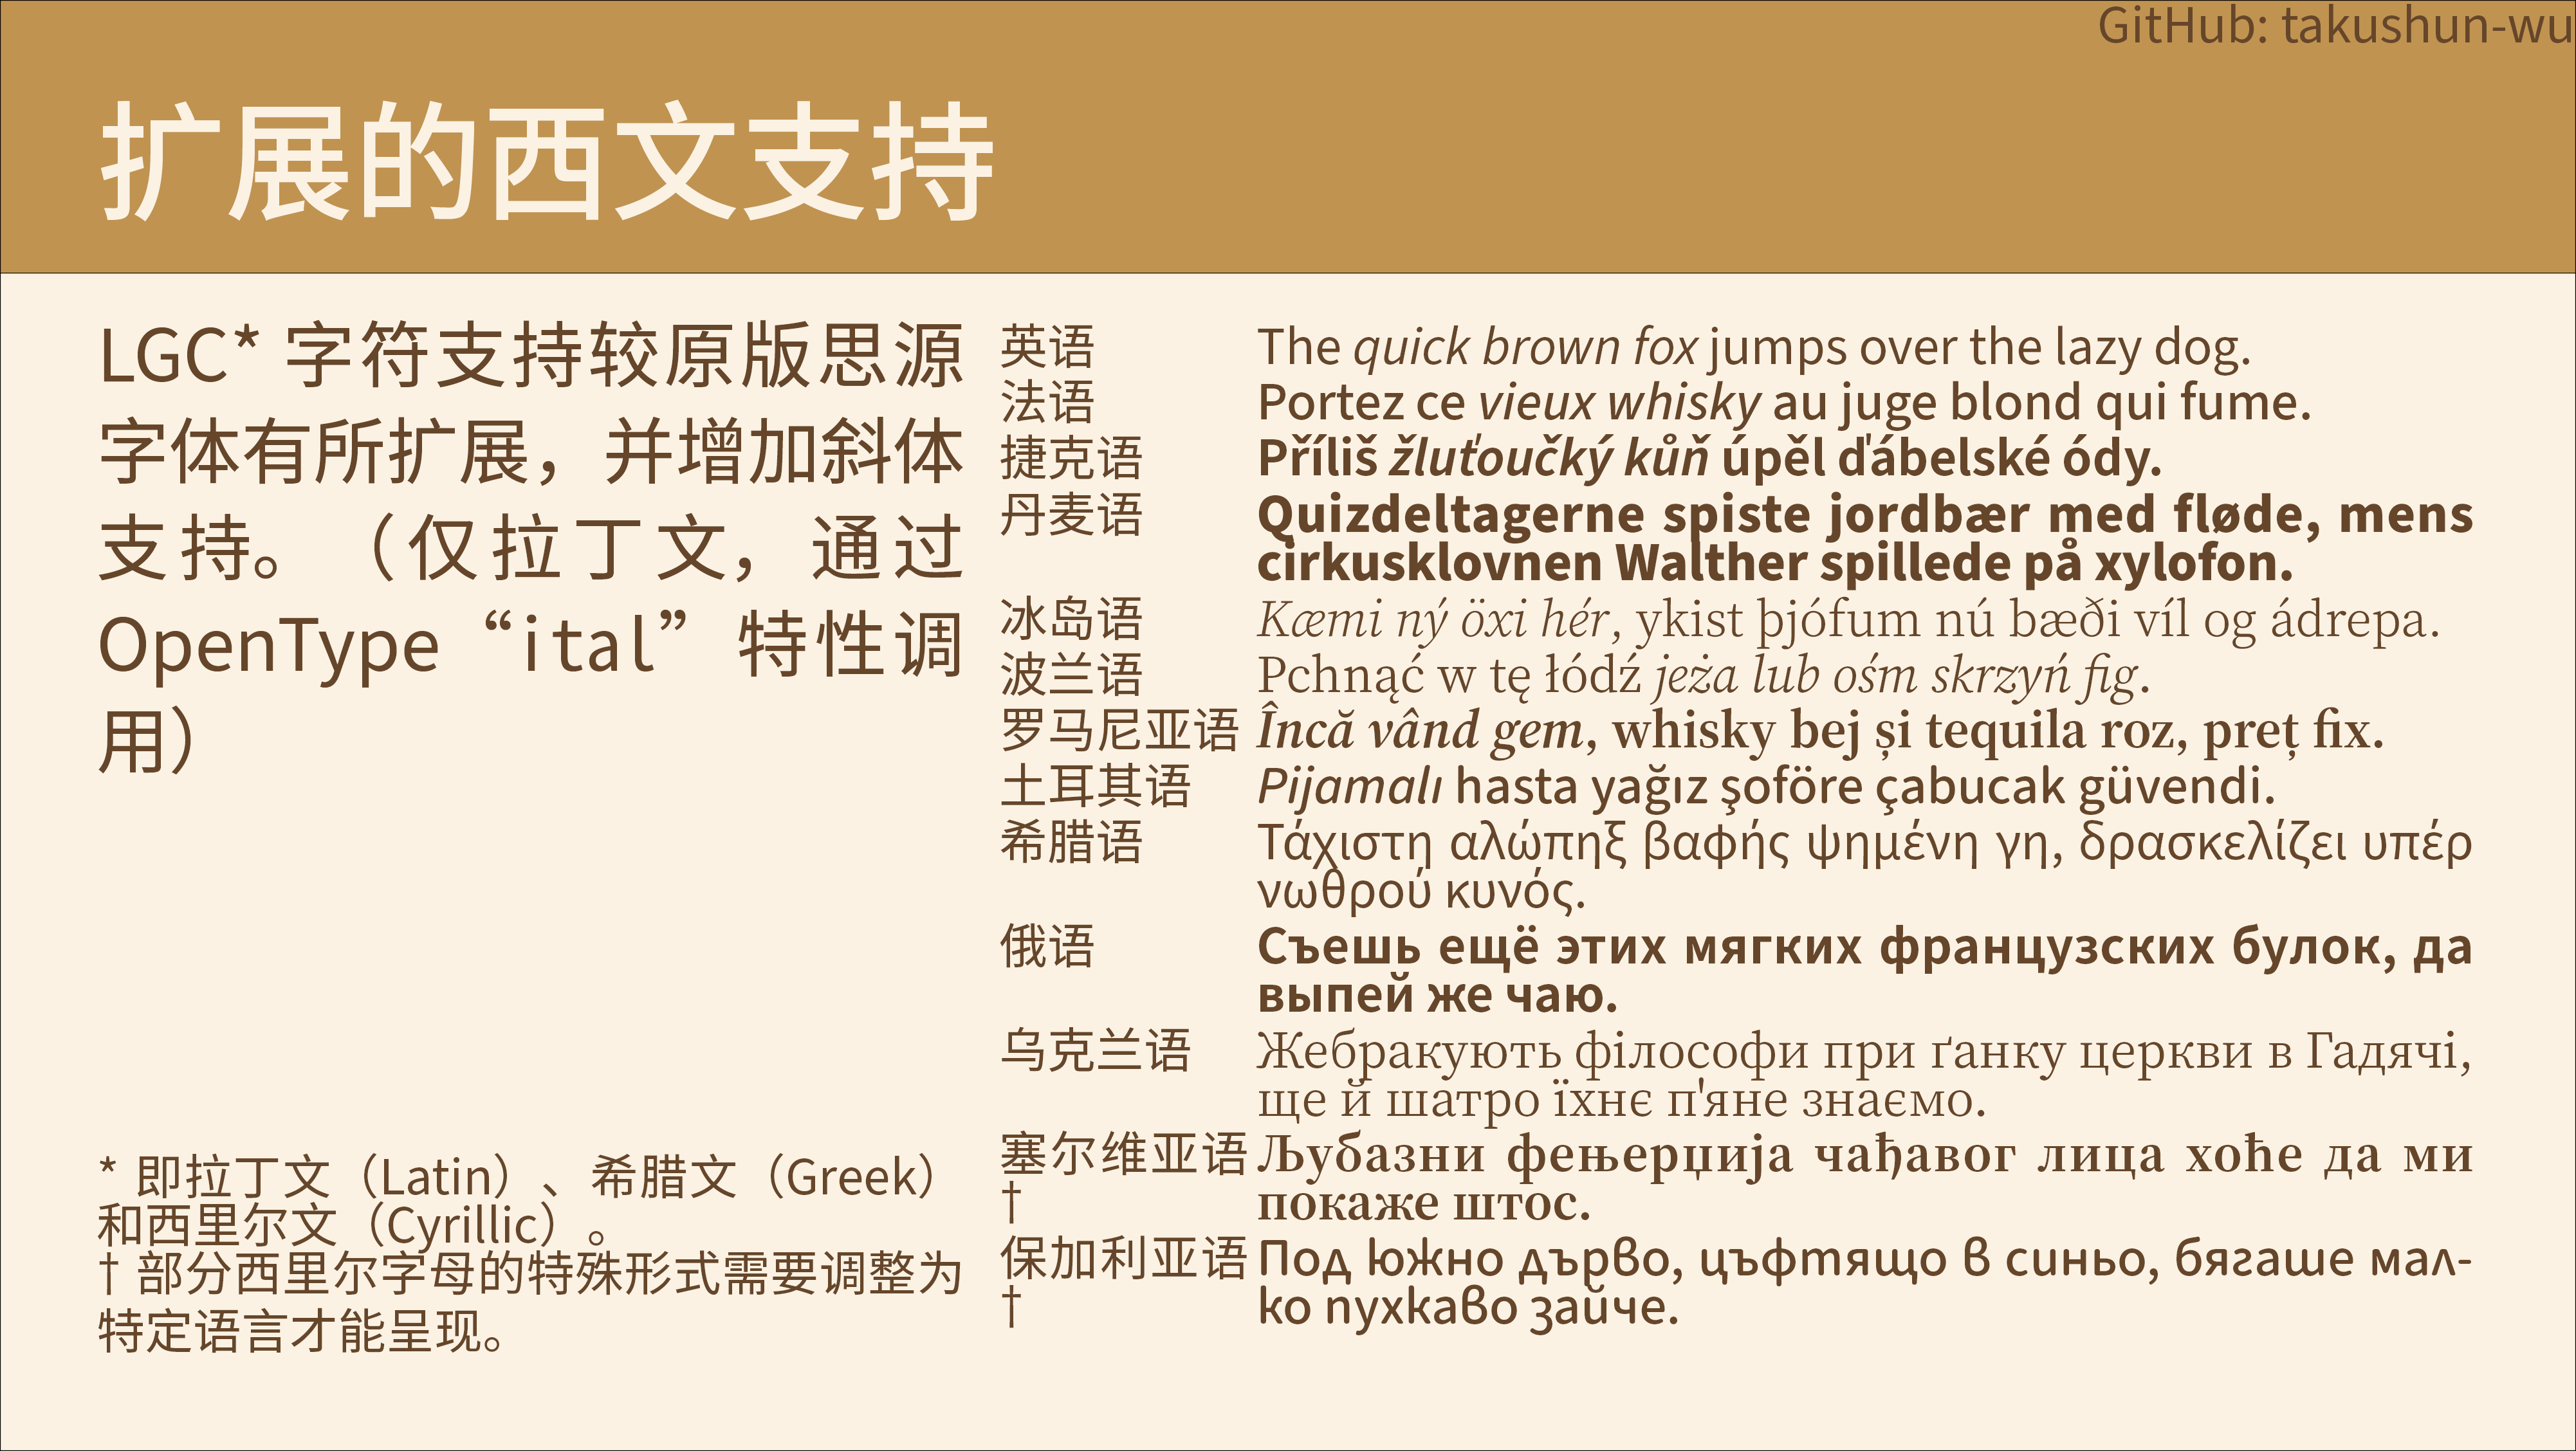 GitHub: takushun-wu
扩展的西文支持
LGC* 字符支持较原版思源
字体有所扩展，并增加斜体
支持。（仅拉丁文，通过
OpenType“ital”特性调
用）
* 即拉丁文（Latin）、希腊文（Greek）
和西里尔文（Cyrillic）。
† 部分西里尔字母的特殊形式需要调整为
特定语言才能呈现。
英语 The quick brown fox jumps over the lazy dog.
法语 Portez ce vieux whisky au juge blond qui fume.
捷克语 Příliš žluťoučký kůň úpěl ďábelské ódy.
丹麦语 Quizdeltagerne spiste jordbær med fløde, mens
cirkusklovnen Walther spillede på xylofon.
冰岛语 Kæmi ný öxi hér, ykist þjófum nú bæði víl og ádrepa.
波兰语 Pchnąć w tę łódź jeża lub ośm skrzyń fig.
罗马尼亚语 Încă vând gem, whisky bej și tequila roz, preț fix.
土耳其语 Pijamalı hasta yağız şoföre çabucak güvendi.
希腊语 Τάχιστη αλώπηξ βαφής ψημένη γη, δρασκελίζει υπέρ
νωθρού κυνός.
俄语 Съешь ещё этих мягких французских булок, да
выпей же чаю.
乌克兰语 Жебракують філософи при ґанку церкви в Гадячі,
ще й шатро їхнє п'яне знаємо.
塞尔维亚语 Љубазни фењерџија чађавог лица хоће да ми
† покаже штос.
保加利亚语 Под южно дърво, цъфтящо в синьо, бягаше мал-
† ко пухкаво зайче.